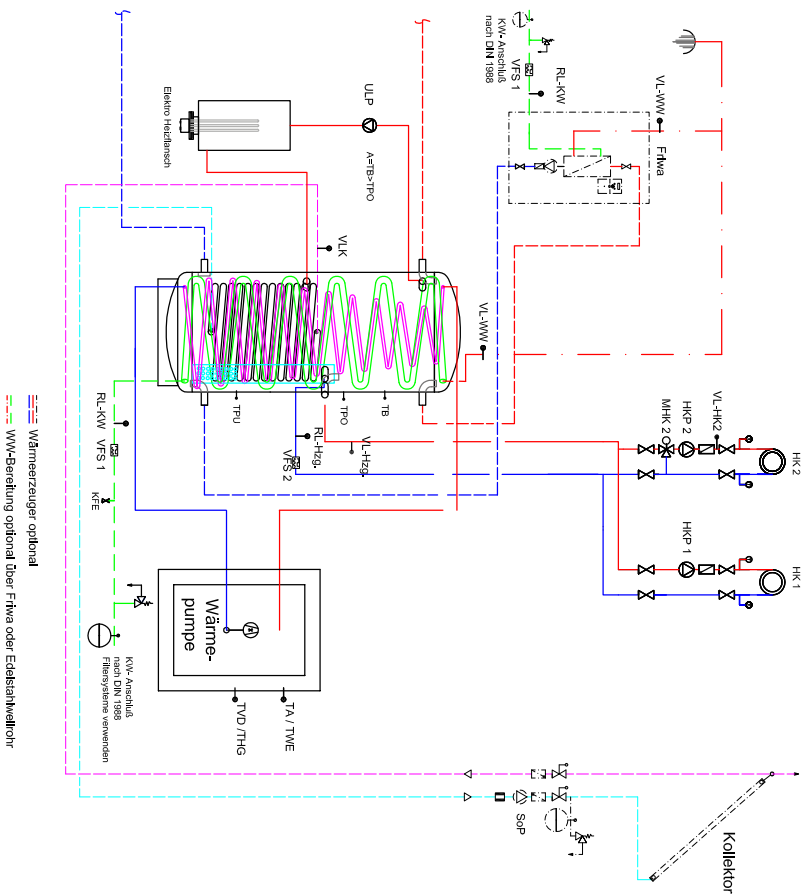 KW- Anschluß
nach DIN 1988
VFS 1
RL-KW
VL-WW
Friwa
ULP
A=TB>TPO
Elektro Heizflansch
VLK
VL-WW
TPU
TPO
TB
RL-KW
VFS 1
KFE
RL-Hzg.
VFS 2
VL-Hzg.
VL-HK2
MHK 2
HKP 2
HK 2
HKP 1
HK 1
Wärme-
pumpe
TVD /THG
TA / TWE
KW- Anschluß
nach DIN 1988
Filtersysteme verwenden
SoP
Kollektor
Wärmeerzeuger optional
WW-Bereitung optional über Friwa oder Edelstahlwellrohr